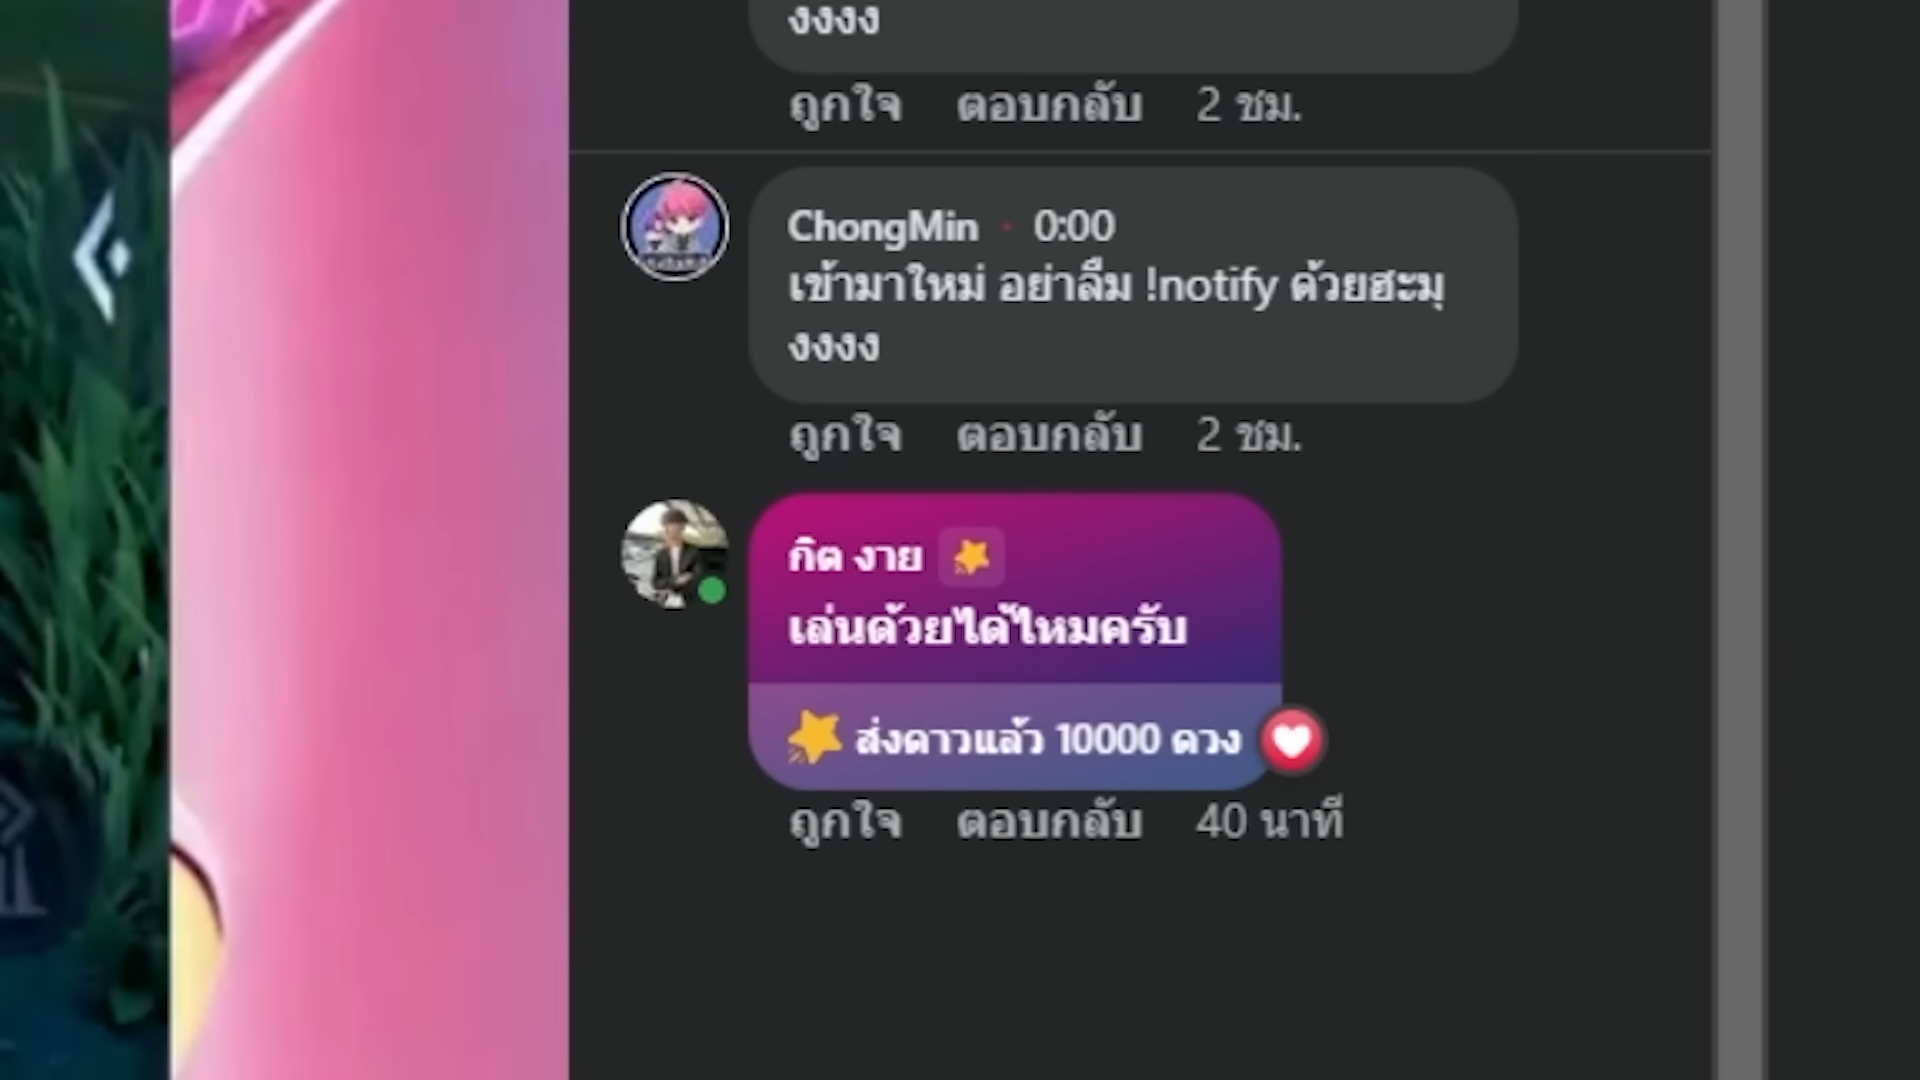 งงงง
ถูกใจ ตอบกลับ 2 ชม.
ChongMin · 0:00
เข้ามาใหม่ อย่าลืม !notify ด้วยฮะมุ
งงงง
ถูกใจ ตอบกลับ 2 ชม.
กิต งาย
เล่นด้วยได้ไหมครับ
ส่งดาวแล้ว 10000 ดวง
ถูกใจ ตอบกลับ 40 นาที